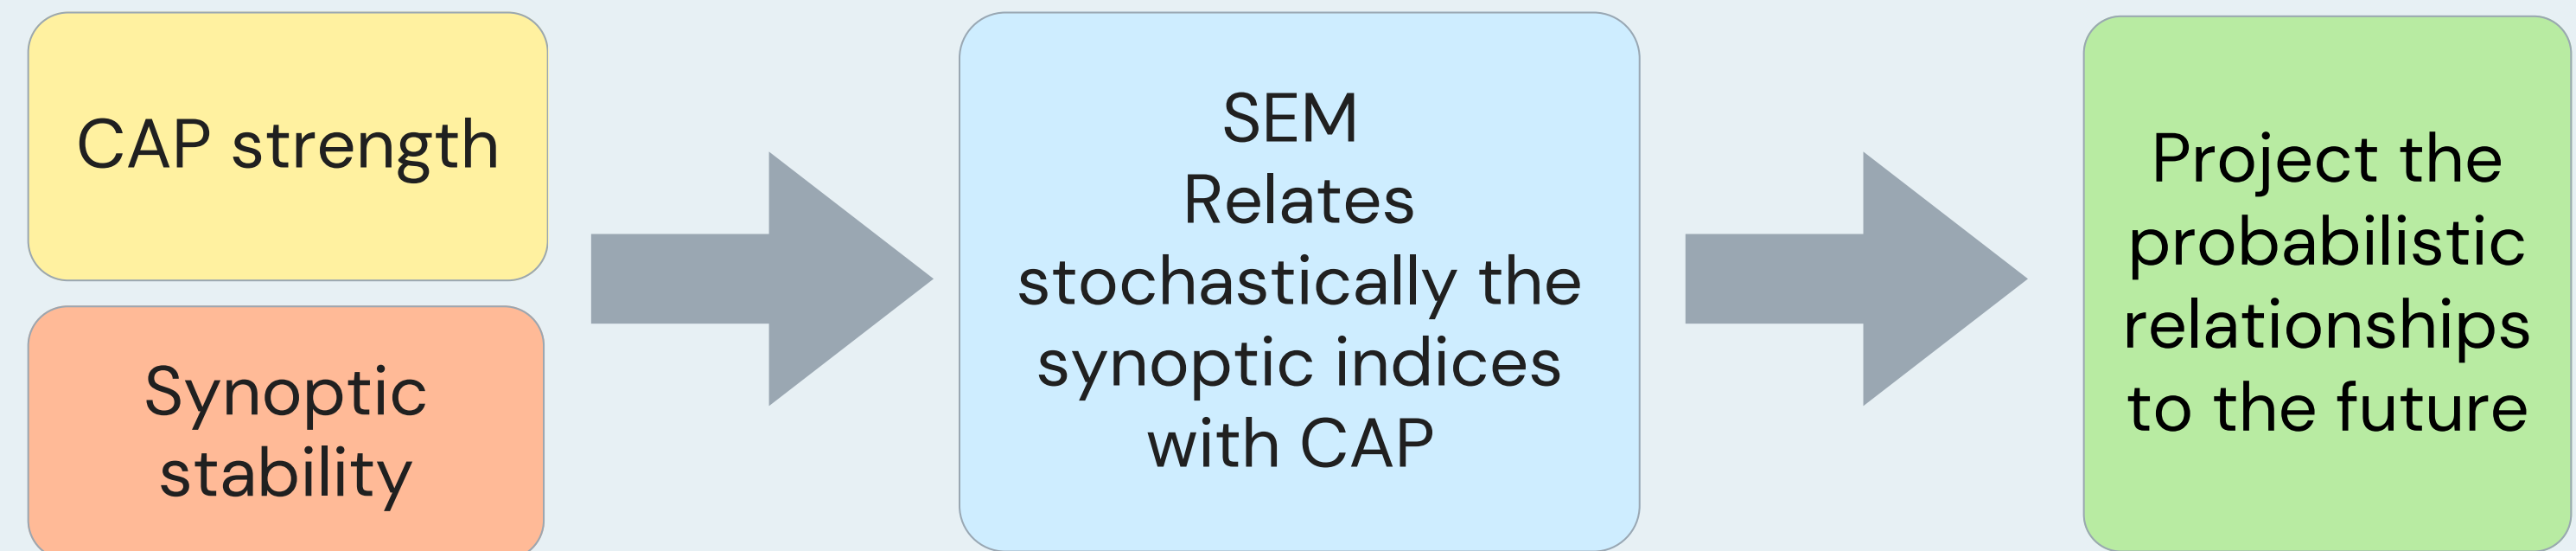 CAP strength
Synoptic
stability
SEM
Relates
stochastically the
synoptic indices
with CAP
Project the
probabilistic
relationships
to the future